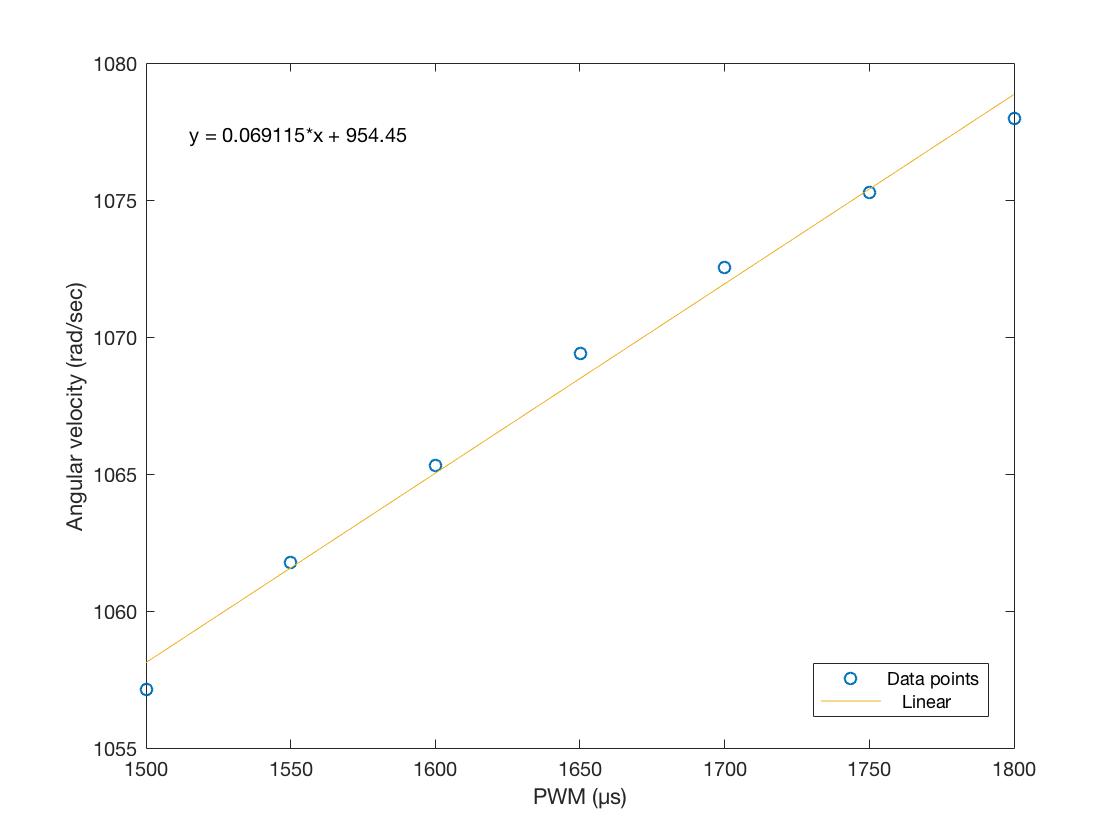 1080
y = 0.069115*x + 954.45
1075
1070
1065
1060
1055
Angular velocity (rad/sec)
Data points
Linear
1500 1550 1600 1650 1700 1750 1800
PWM (µs)